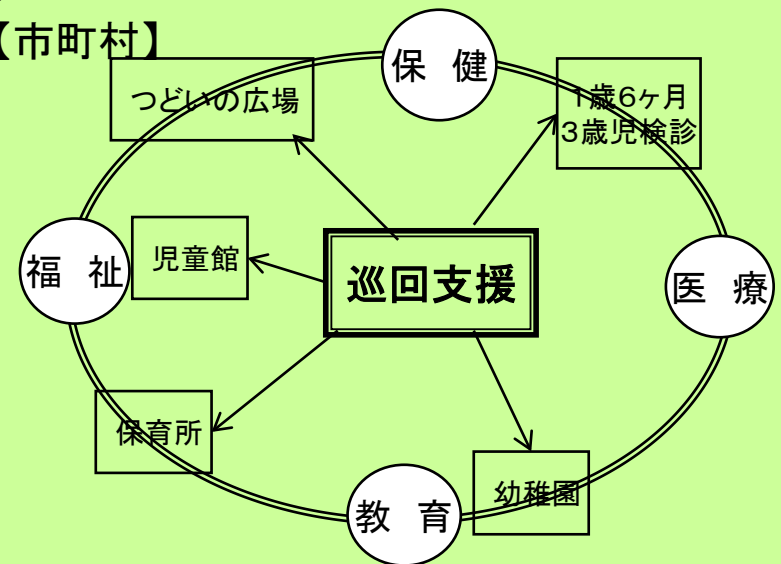 【市町村】
保 健
つどいの広場
1歳6ヶ月
3歳児検診
福 祉
児童館
巡回支援
医 療
保育所
幼稚園
教 育